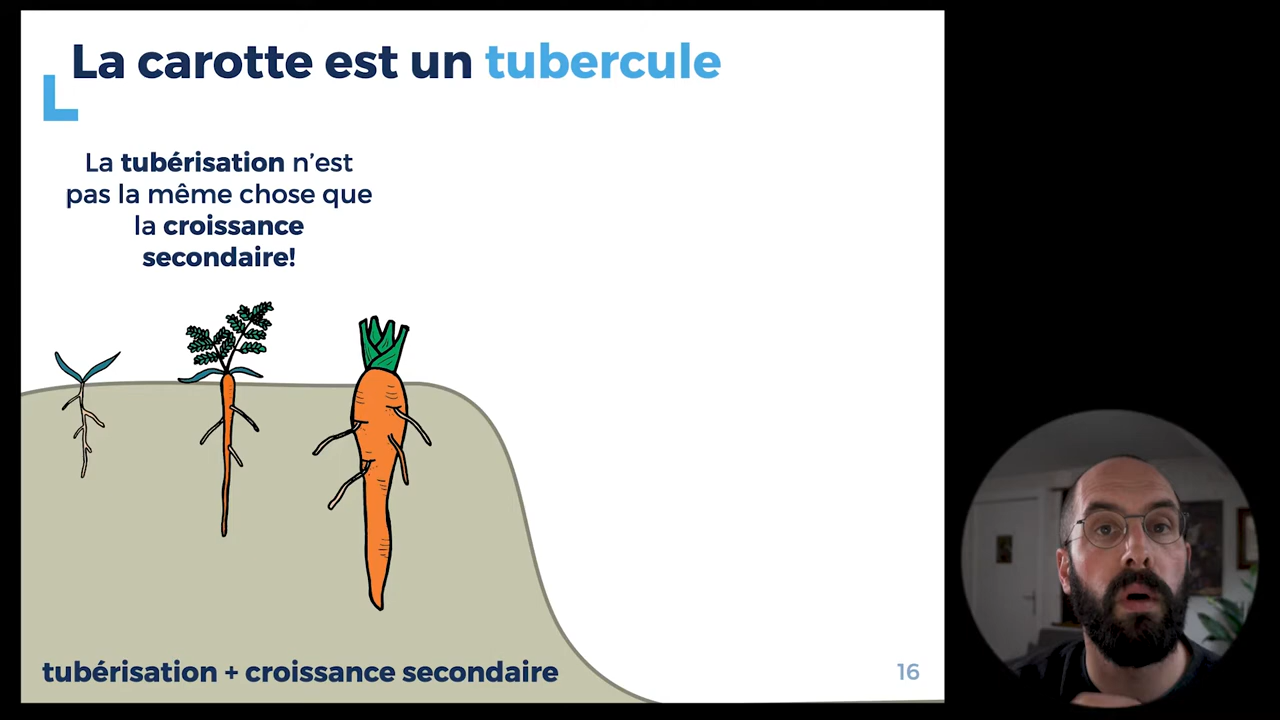 La carotte est un tubercule
La tubérisation n'est
pas la même chose que
la croissance
secondaire!
tubérisation + croissance secondaire
16